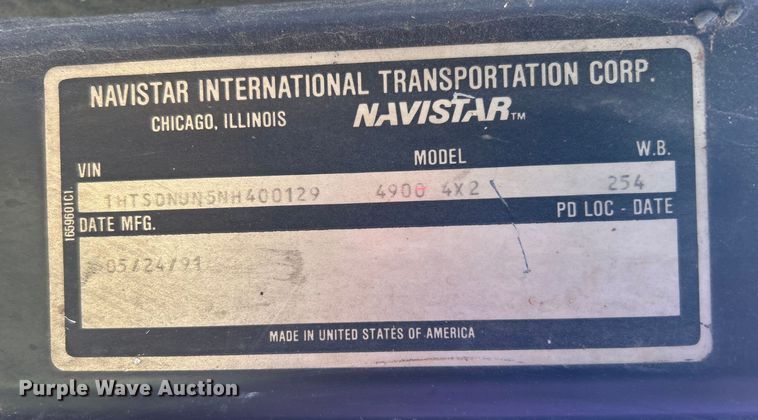 NAVISTAR INTERNATIONAL TRANSPORTATION CORP.
CHICAGO, ILLINOIS NAVISTAR™
VIN MODEL W.B.
1HTSDNUN5NH400129 4900 4X2 254
DATE MFG. PD LOC - DATE
05/24/91
1659601C1.
MADE IN UNITED STATES OF AMERICA
Purple Wave Auction